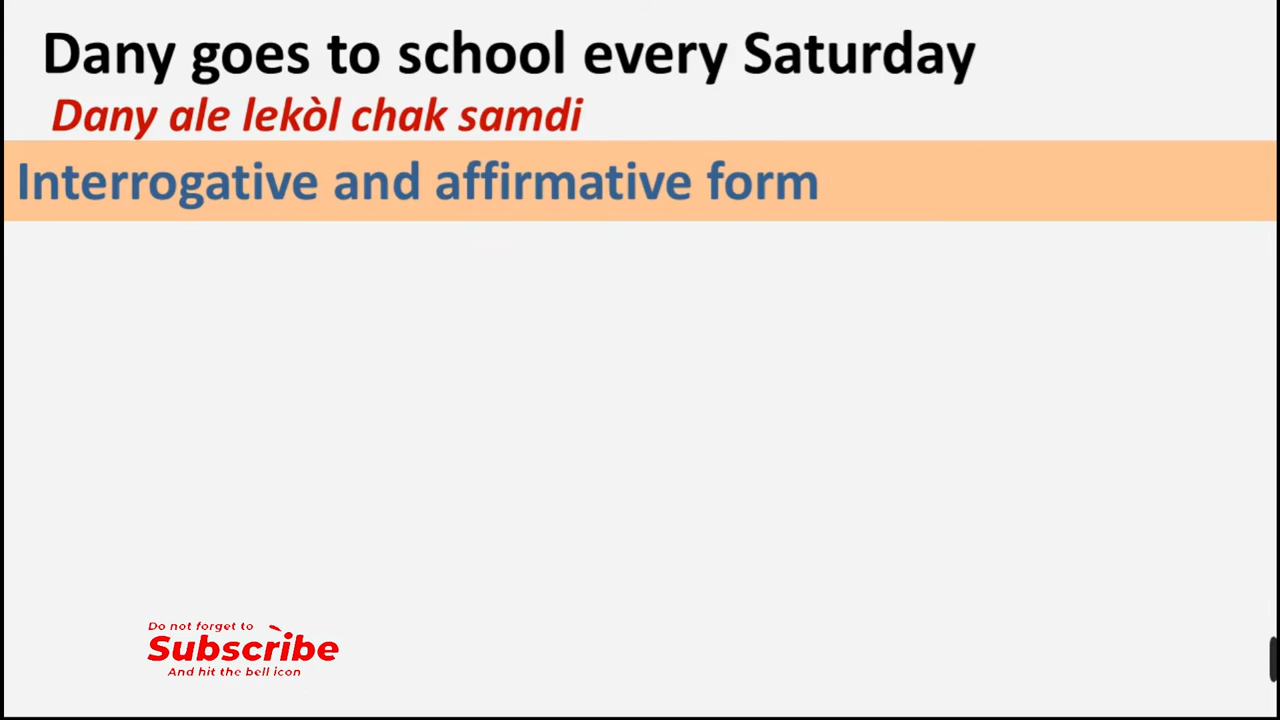 Dany goes to school every Saturday
Dany ale lekòl chak samdi
Interrogative and affirmative form
Do not forget to
Subscribe
And hit the bell icon